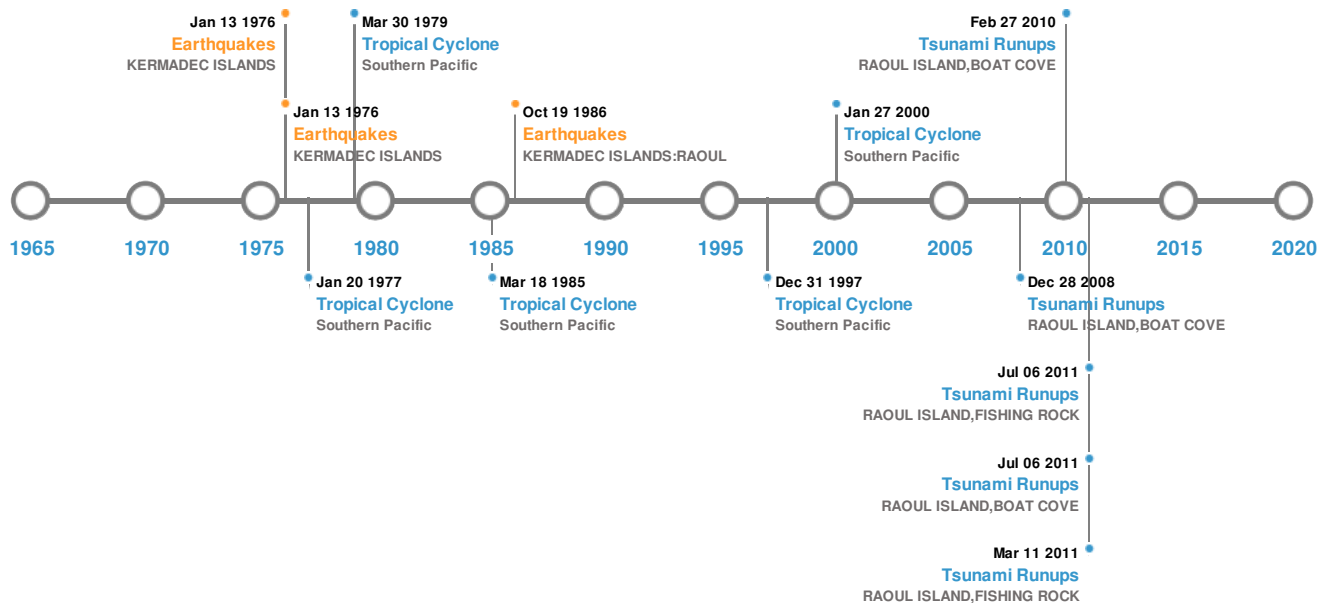 Jan 13 1976
Earthquakes
KERMADEC ISLANDS
Mar 30 1979
Tropical Cyclone
Southern Pacific
Feb 27 2010
Tsunami Runups
RAOUL ISLAND,BOAT COVE
Jan 13 1976
Earthquakes
KERMADEC ISLANDS
Oct 19 1986
Earthquakes
KERMADEC ISLANDS:RAOUL
Jan 27 2000
Tropical Cyclone
Southern Pacific
1965 1970 1975 1980 1985 1990 1995 2000 2005 2010 2015 2020
Jan 20 1977
Tropical Cyclone
Southern Pacific
Mar 18 1985
Tropical Cyclone
Southern Pacific
Dec 31 1997
Tropical Cyclone
Southern Pacific
Dec 28 2008
Tsunami Runups
RAOUL ISLAND,BOAT COVE
Jul 06 2011
Tsunami Runups
RAOUL ISLAND,FISHING ROCK
Jul 06 2011
Tsunami Runups
RAOUL ISLAND,BOAT COVE
Mar 11 2011
Tsunami Runups
RAOUL ISLAND,FISHING ROCK